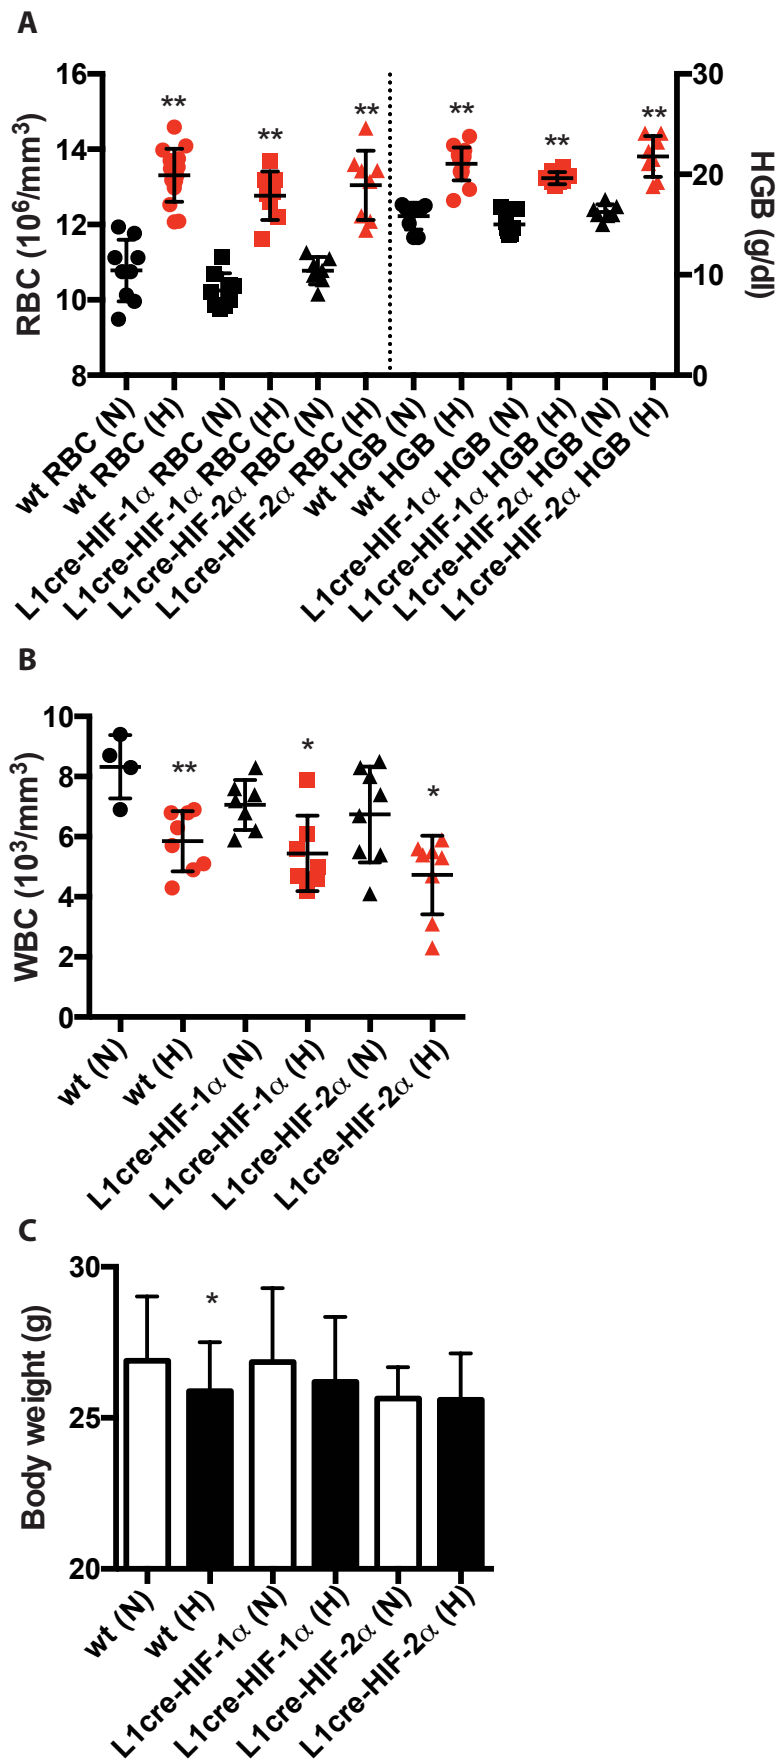 A
16
14
12
10
8
RBC (10⁶/mm³)
** ** ** ** ** **
30
20
10
0
HGB (g/dl)
wt RBC (N)
wt RBC (H)
L1cre-HIF-1α RBC (N)
L1cre-HIF-1α RBC (H)
L1cre-HIF-2α RBC (N)
L1cre-HIF-2α RBC (H)
wt HGB (N)
wt HGB (H)
L1cre-HIF-1α HGB (N)
L1cre-HIF-1α HGB (H)
L1cre-HIF-2α HGB (N)
L1cre-HIF-2α HGB (H)
B
10
8
6
4
2
0
WBC (10³/mm³)
** * *
wt (N)
wt (H)
L1cre-HIF-1α (N)
L1cre-HIF-1α (H)
L1cre-HIF-2α (N)
L1cre-HIF-2α (H)
C
30
25
20
Body weight (g)
*
wt (N)
wt (H)
L1cre-HIF-1α (N)
L1cre-HIF-1α (H)
L1cre-HIF-2α (N)
L1cre-HIF-2α (H)